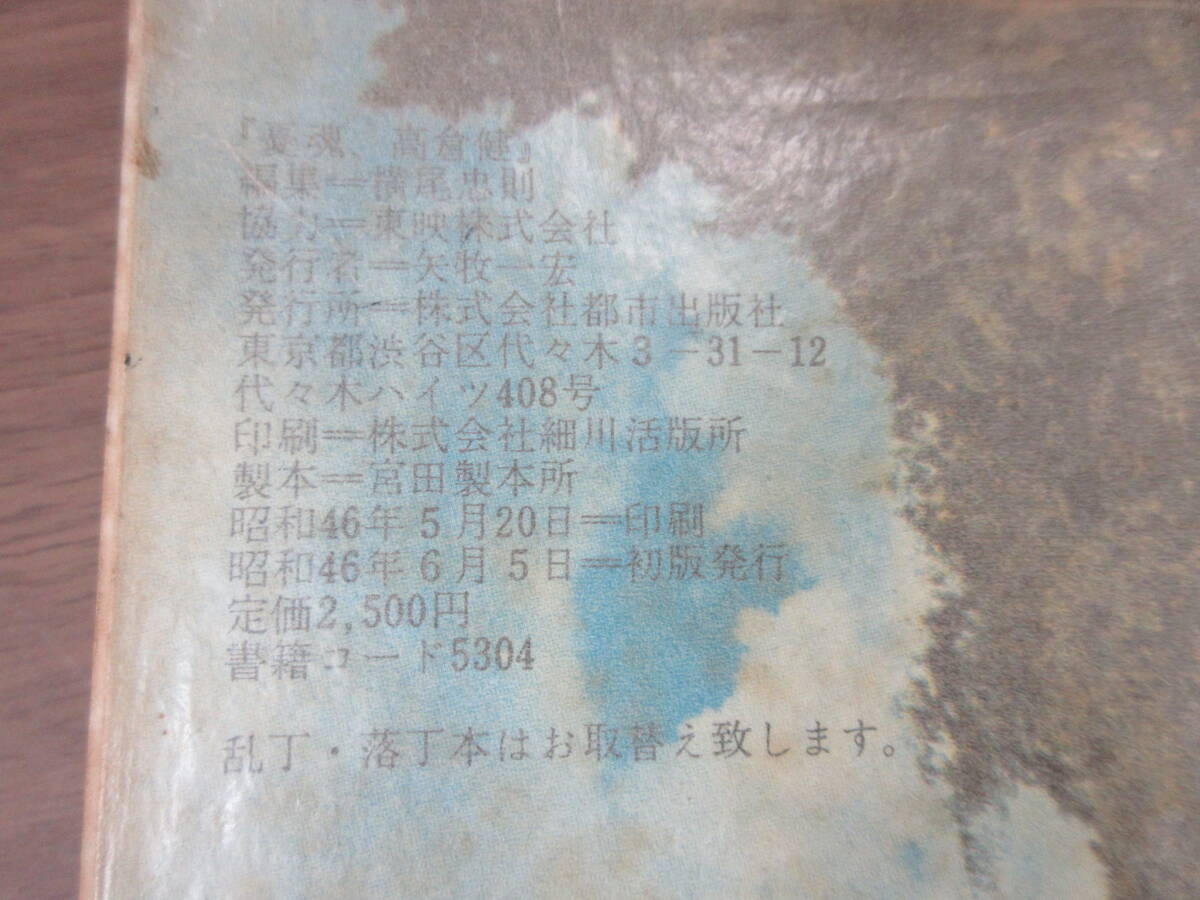 『憂魂、高倉健』
編集＝横尾忠則
協力＝東映株式会社
発行者＝矢牧一宏
発行所＝株式会社都市出版社
東京都渋谷区代々木3－31－12
代々木ハイツ408号
印刷＝株式会社細川活版所
製本＝宮田製本所
昭和46年5月20日＝印刷
昭和46年6月5日＝初版発行
定価2,500円
書籍コード5304
乱丁・落丁本はお取替え致します。